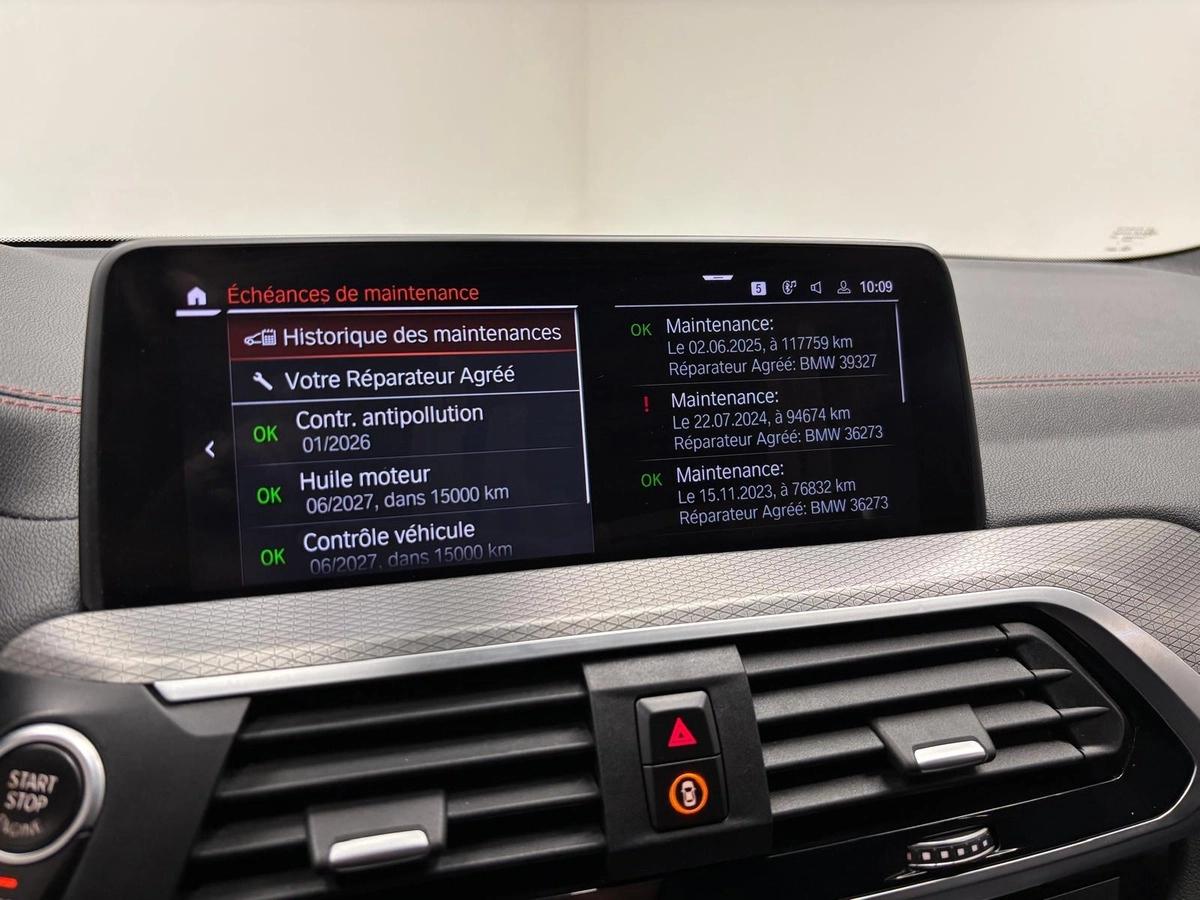 Échéances de maintenance
5
10:09
Historique des maintenances
Votre Réparateur Agréé
OK
Contr. antipollution
01/2026
OK
Huile moteur
06/2027, dans 15000 km
OK
Contrôle véhicule
06/2027, dans 15000 km
OK
Maintenance:
Le 02.06.2025, à 117759 km
Réparateur Agréé: BMW 39327
!
Maintenance:
Le 22.07.2024, à 94674 km
Réparateur Agréé: BMW 36273
OK
Maintenance:
Le 15.11.2023, à 76832 km
Réparateur Agréé: BMW 36273
START
STOP
ENGINE